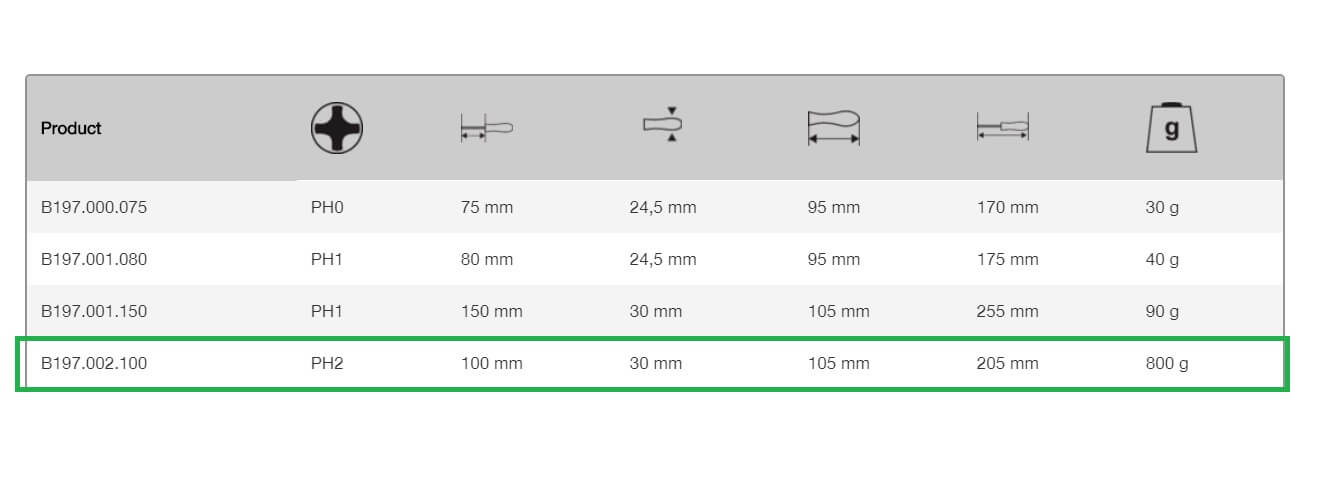 Product g
B197.000.075 PH0 75 mm 24,5 mm 95 mm 170 mm 30 g
B197.001.080 PH1 80 mm 24,5 mm 95 mm 175 mm 40 g
B197.001.150 PH1 150 mm 30 mm 105 mm 255 mm 90 g
B197.002.100 PH2 100 mm 30 mm 105 mm 205 mm 800 g